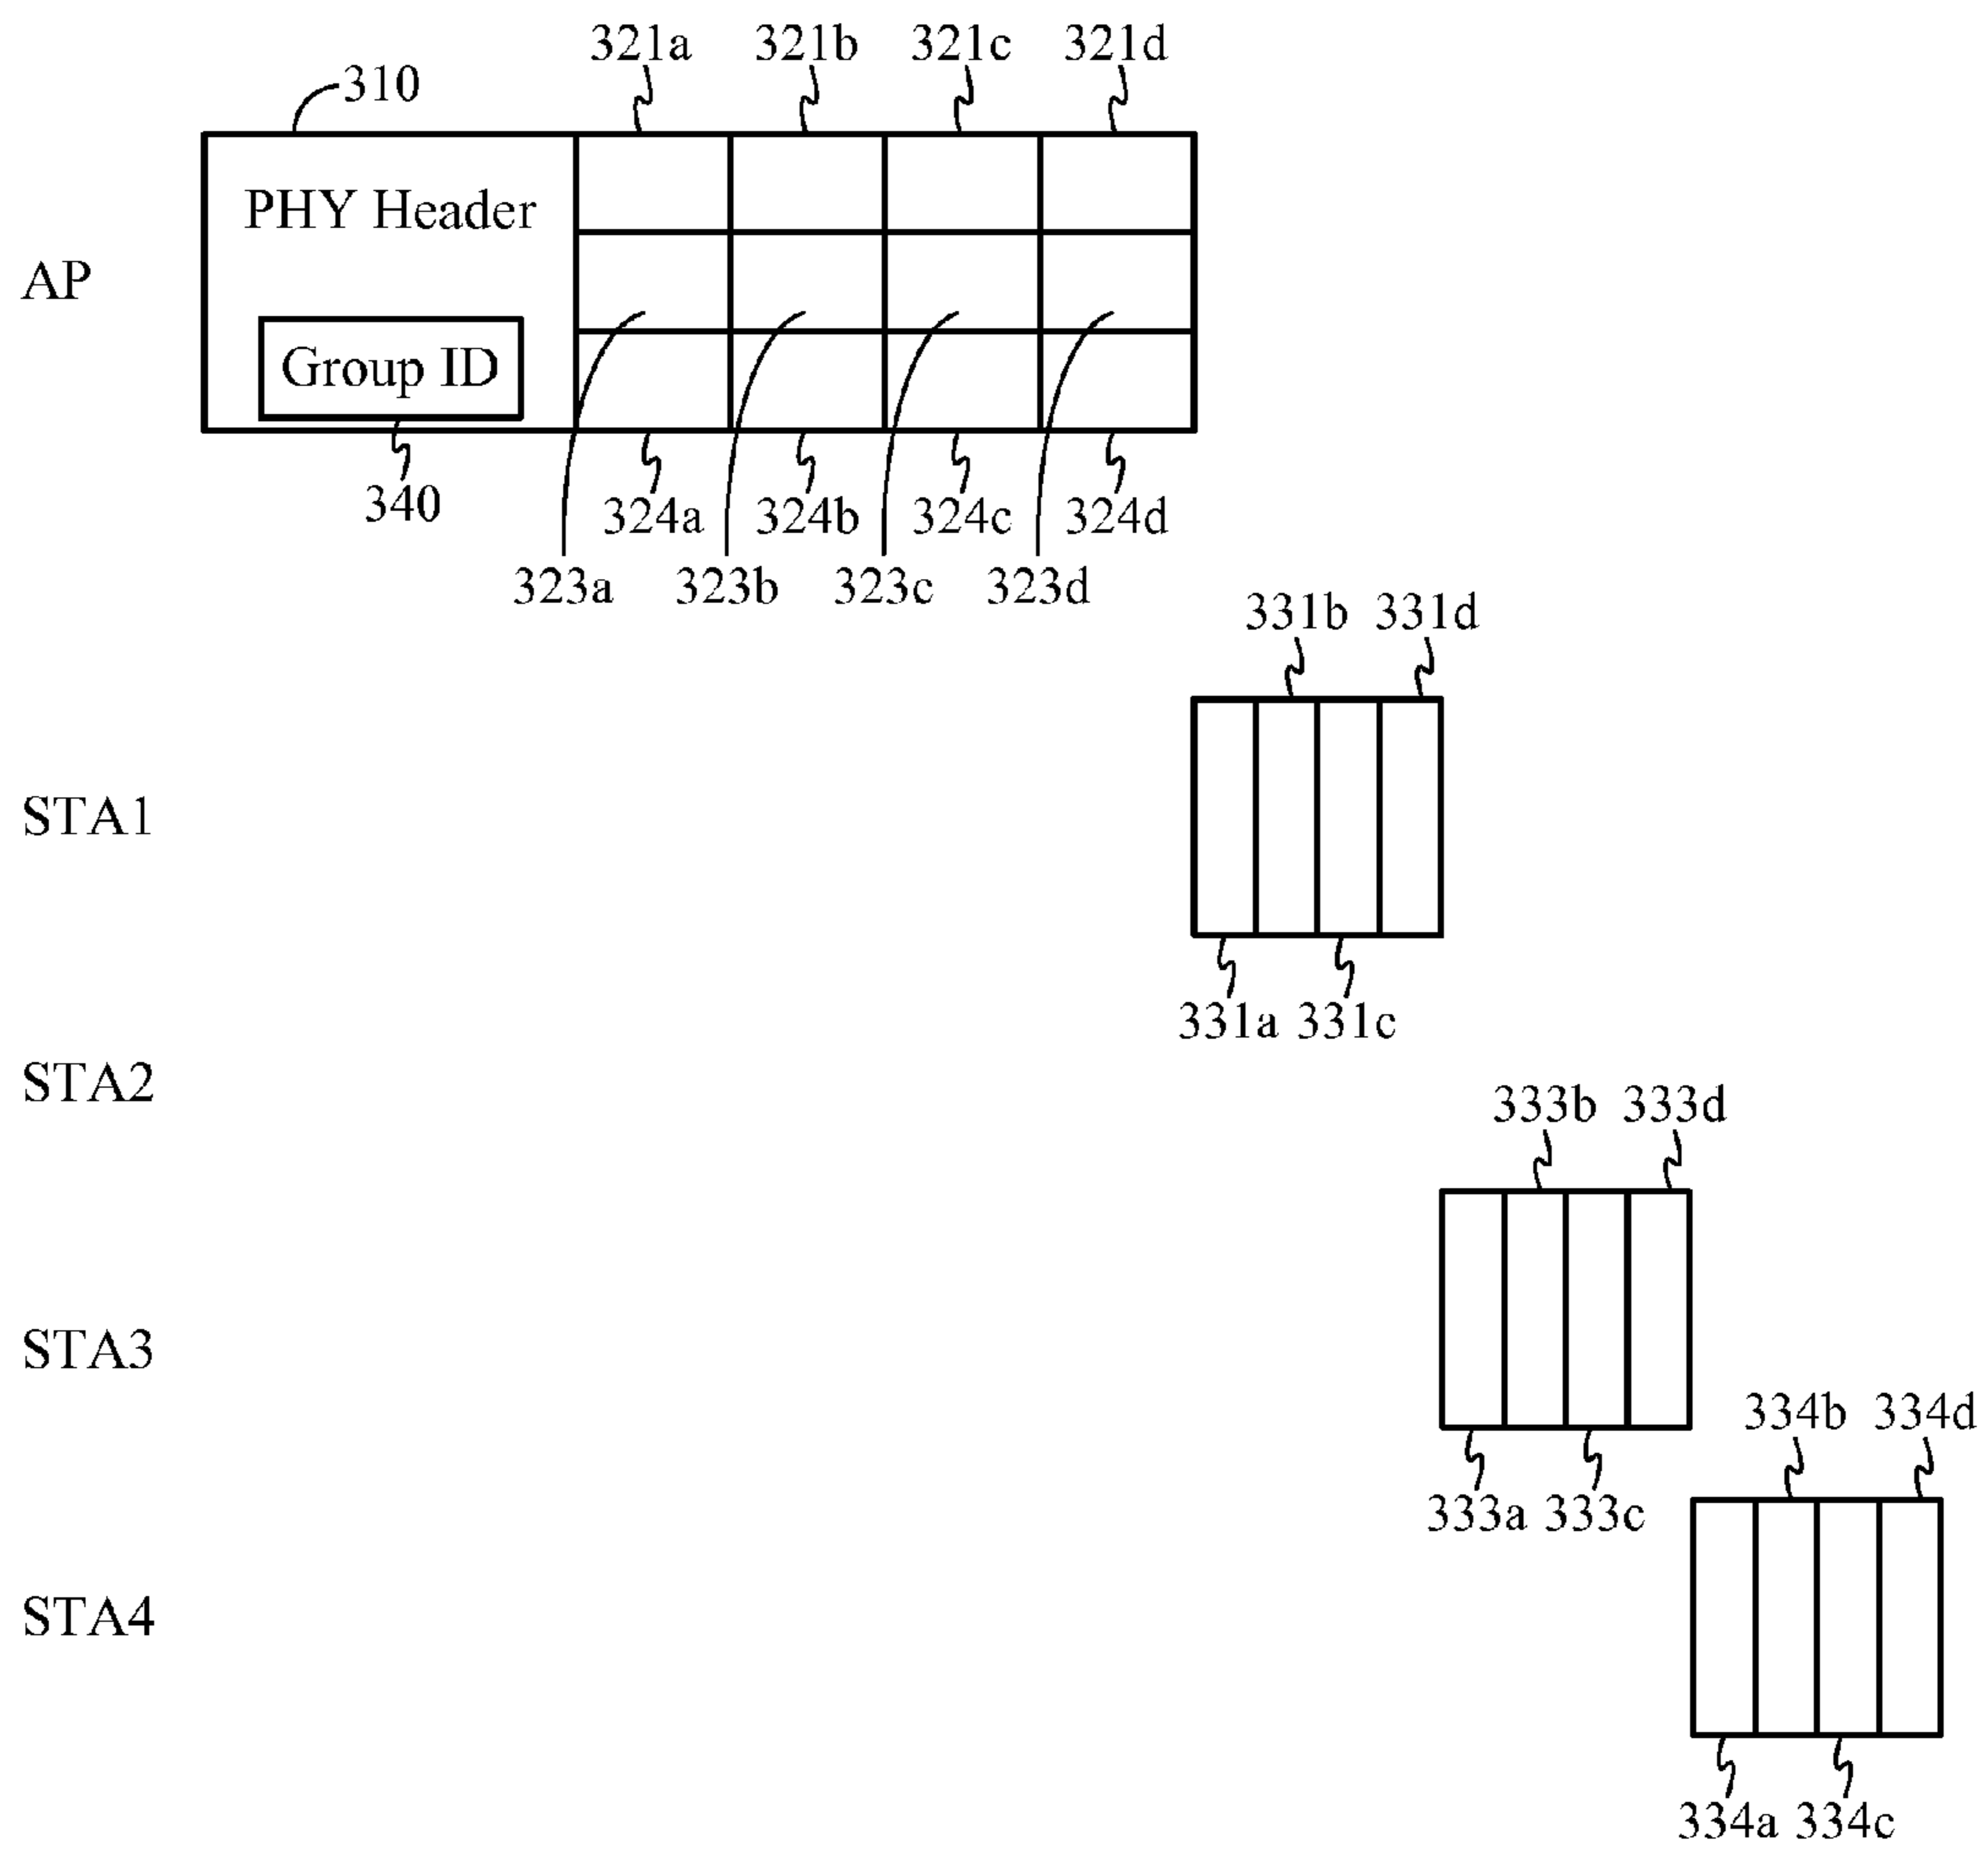 321a 321b 321c 321d
310
PHY Header
AP
Group ID
340
324a 324b 324c 324d
323a 323b 323c 323d
331b 331d
STA1
331a 331c
STA2
333b 333d
STA3
334b 334d
333a 333c
STA4
334a 334c